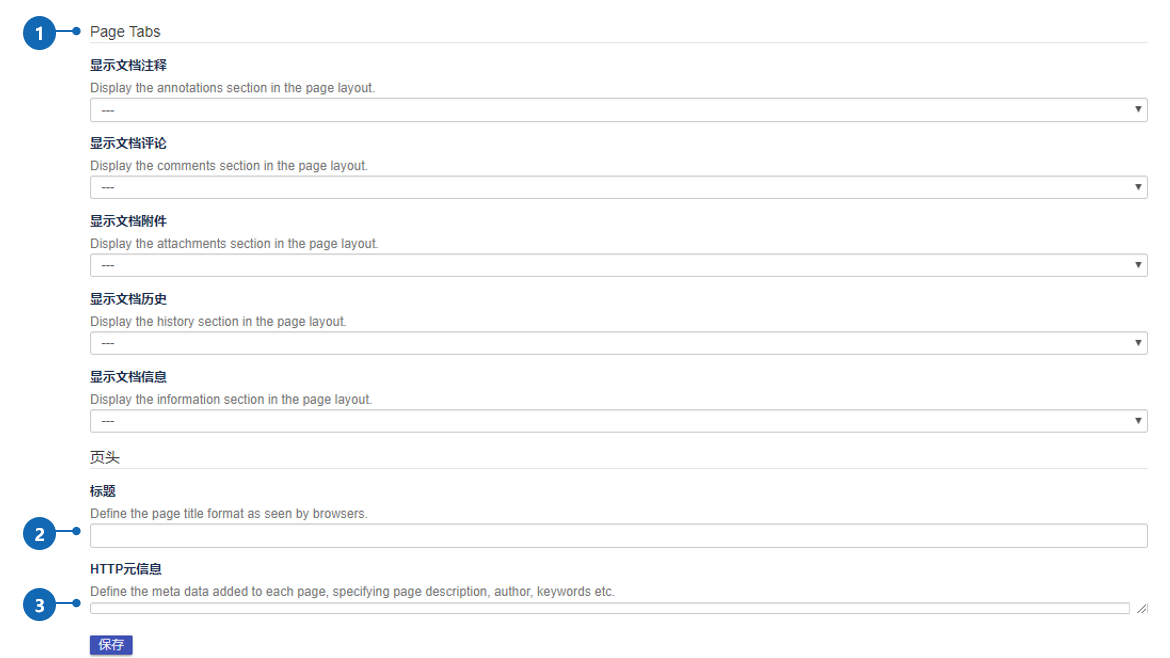 1 Page Tabs
显示文档注释
Display the annotations section in the page layout.
---
显示文档评论
Display the comments section in the page layout.
---
显示文档附件
Display the attachments section in the page layout.
---
显示文档历史
Display the history section in the page layout.
---
显示文档信息
Display the information section in the page layout.
---
页头
标题
Define the page title format as seen by browsers.
2
HTTP元信息
Define the meta data added to each page, specifying page description, author, keywords etc.
3
保存